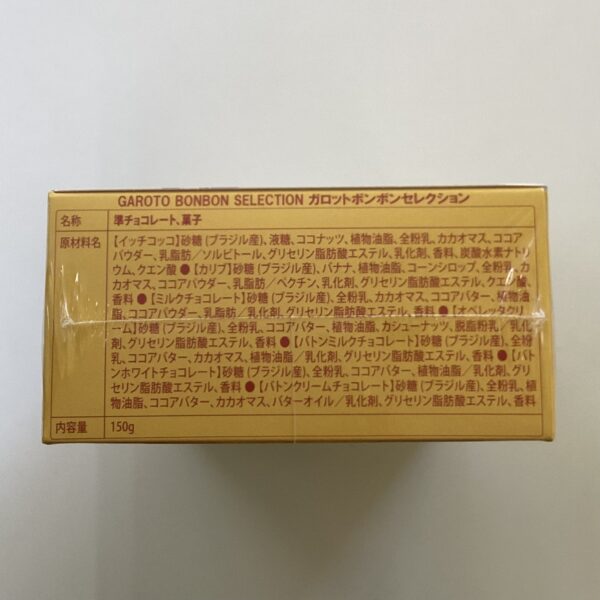 GAROTO BONBON SELECTION ガロットボンボンセレクション
名称 準チョコレート、菓子
原材料名 【イッチコッコ】砂糖 (ブラジル産)、液糖、ココナッツ、植物油脂、全粉乳、カカオマス、ココア
パウダー、乳脂肪/ソルビトール、グリセリン脂肪酸エステル、乳化剤、香料、炭酸水素ナトリ
ウム、クエン酸 ● 【カリブ】砂糖 (ブラジル産)、バナナ、植物油脂、コーンシロップ、全粉乳、カ
カオマス、ココアパウダー、乳脂肪/ペクチン、乳化剤、グリセリン脂肪酸エステル、クエン酸、
香料 ● 【ミルクチョコレート】砂糖 (ブラジル産)、全粉乳、カカオマス、ココアバター、植物油
脂、ココアパウダー、乳脂肪/乳化剤、グリセリン脂肪酸エステル、香料 ● 【オペレッタクリ
ーム】砂糖 (ブラジル産)、全粉乳、ココアバター、植物油脂、カシューナッツ、脱脂粉乳/乳化
剤、グリセリン脂肪酸エステル、香料 ● 【バトンミルクチョコレート】砂糖 (ブラジル産)、全粉
乳、ココアバター、カカオマス、植物油脂/乳化剤、グリセリン脂肪酸エステル、香料 ● 【バト
ンホワイトチョコレート】砂糖 (ブラジル産)、全粉乳、ココアバター、植物油脂/乳化剤、グリ
セリン脂肪酸エステル、香料 ● 【バトンクリームチョコレート】砂糖 (ブラジル産)、全粉乳、植
物油脂、ココアバター、カカオマス、バターオイル/乳化剤、グリセリン脂肪酸エステル、香料
内容量 150g